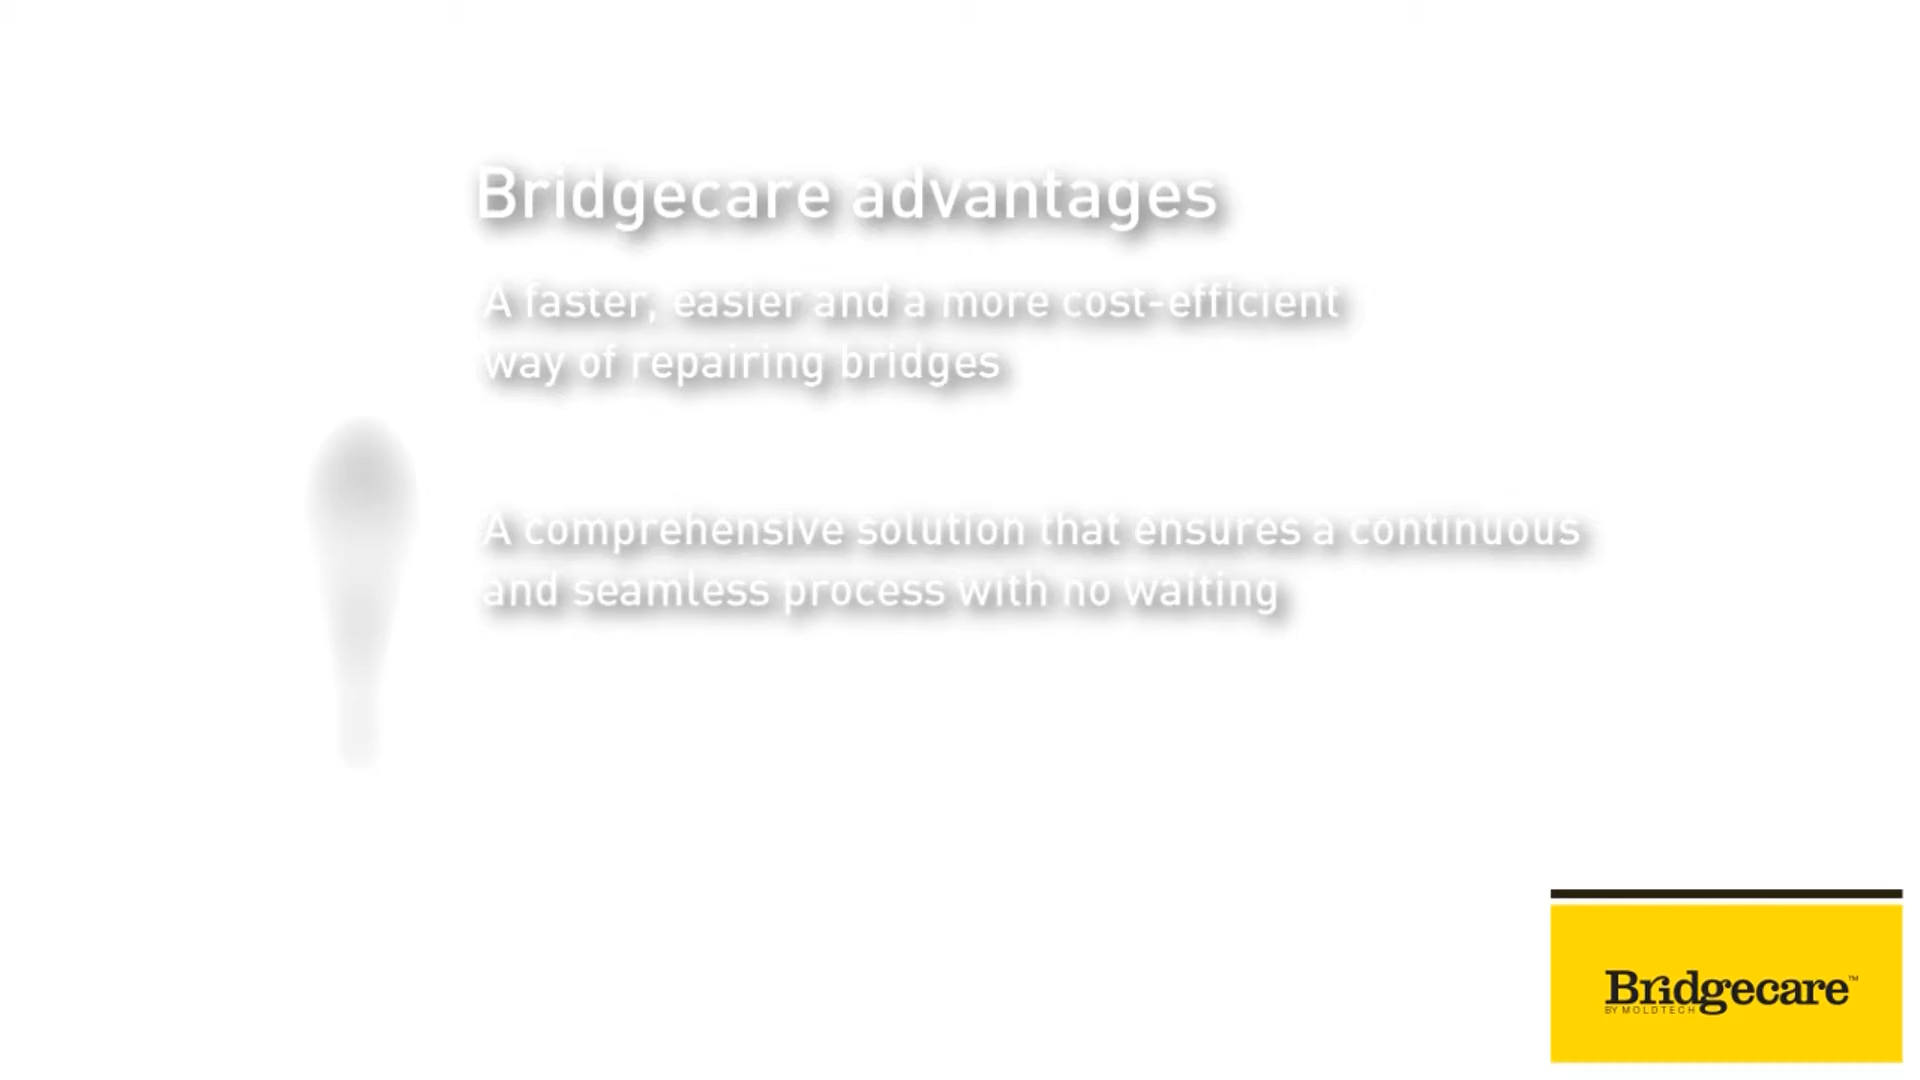 Bridgecare advantages
A faster, easier and a more cost-efficient
way of repairing bridges
A comprehensive solution that ensures a continuous
and seamless process with no waiting
Bridgecare™
BY MOLDTECH